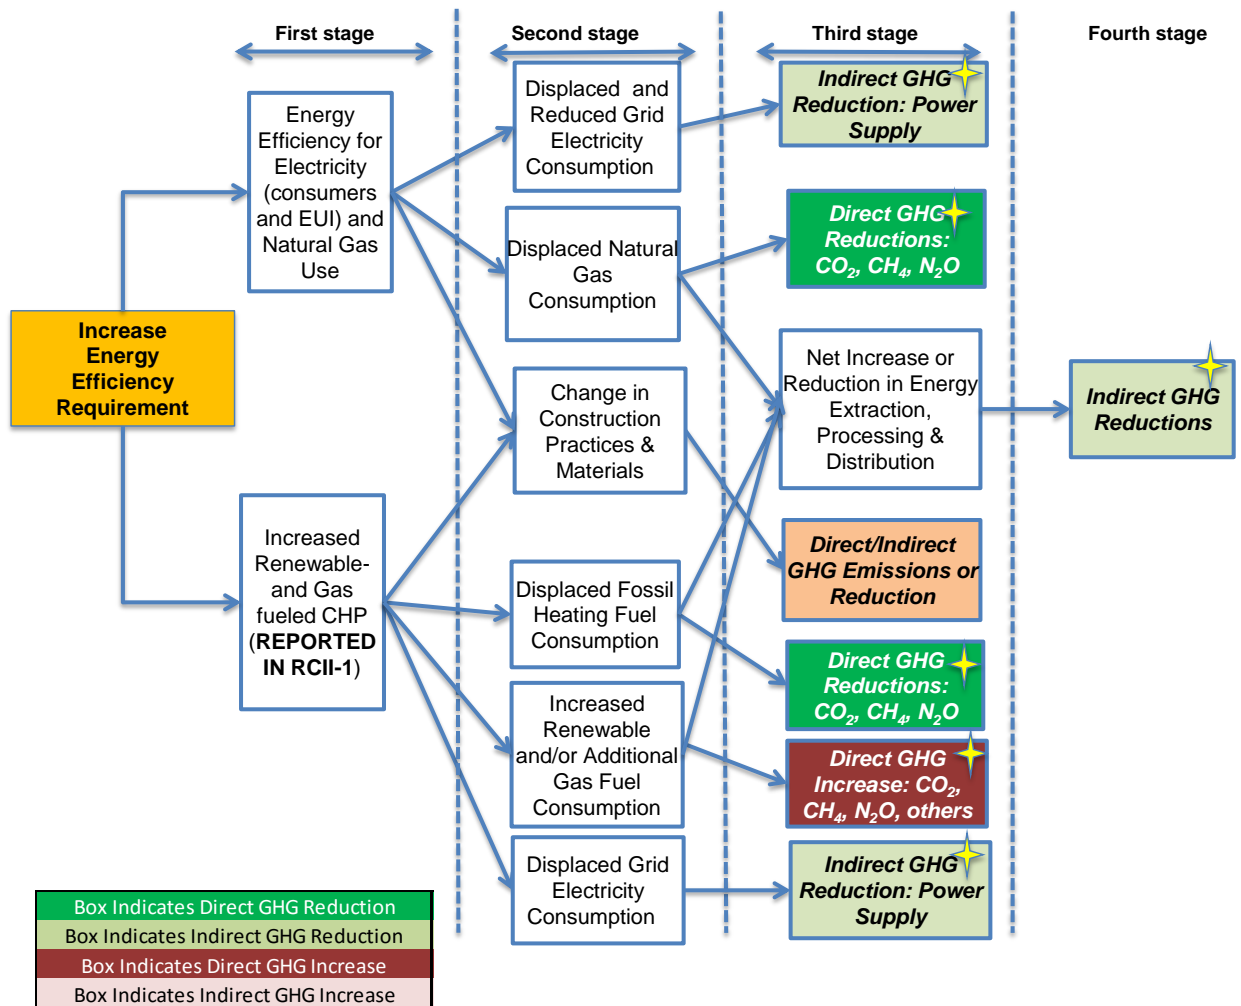 First stage
Second stage
Third stage
Fourth stage
Energy
Efficiency for
Electricity
(consumers
and EUI) and
Natural Gas
Use
Increase
Energy
Efficiency
Requirement
Increased
Renewable-
and Gas
fueled CHP
(REPORTED
IN RCII-1)
Displaced and
Reduced Grid
Electricity
Consumption
Displaced Natural
Gas
Consumption
Change in
Construction
Practices &
Materials
Displaced Fossil
Heating Fuel
Consumption
Increased
Renewable
and/or Additional
Gas Fuel
Consumption
Displaced Grid
Electricity
Consumption
Indirect GHG
Reduction: Power
Supply
Direct GHG
Reductions:
CO2, CH4, N2O
Net Increase or
Reduction in Energy
Extraction,
Processing &
Distribution
Direct/Indirect
GHG Emissions or
Reduction
Direct GHG
Reductions:
CO2, CH4, N2O
Direct GHG
Increase: CO2,
CH4, N2O, others
Indirect GHG
Reduction: Power
Supply
Indirect GHG
Reductions
Box Indicates Direct GHG Reduction
Box Indicates Indirect GHG Reduction
Box Indicates Direct GHG Increase
Box Indicates Indirect GHG Increase